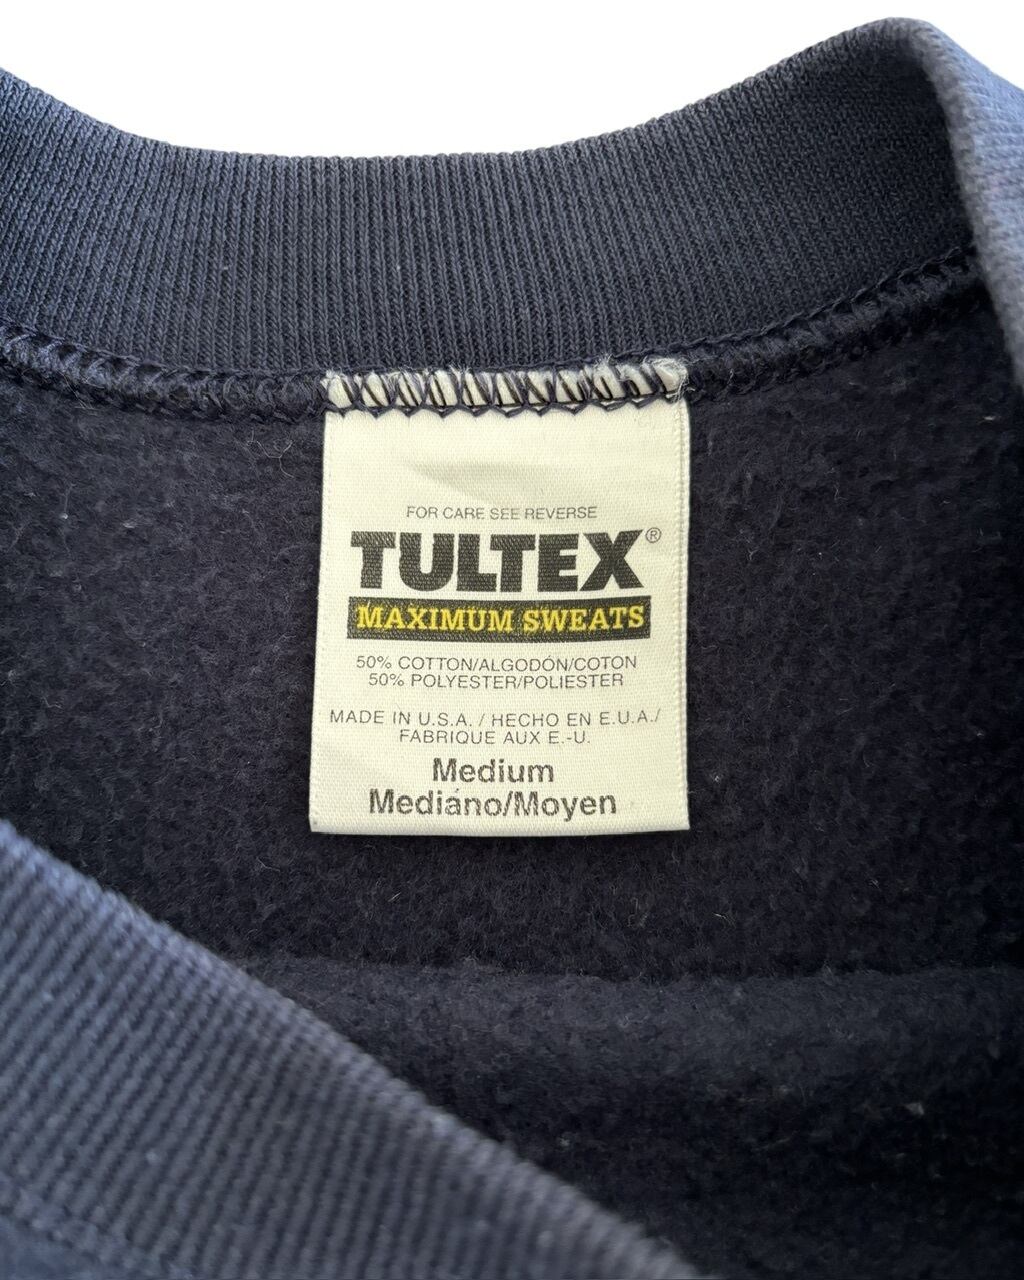 FOR CARE SEE REVERSE
TULTEX®
MAXIMUM SWEATS
50% COTTON/ALGODÓN/COTON
50% POLYESTER/POLIESTER
MADE IN U.S.A. / HECHO EN E.U.A./
FABRIQUE AUX E.-U.
Medium
Mediano/Moyen